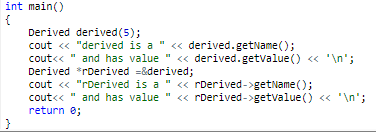 int main()
{
    Derived derived(5);
    cout << "derived is a " << derived.getName();
    cout<< " and has value " << derived.getValue() << '\n';
    Derived *rDerived =&derived;
    cout << "rDerived is a " << rDerived->getName();
    cout<< " and has value " << rDerived->getValue() << '\n';
    return 0;
}